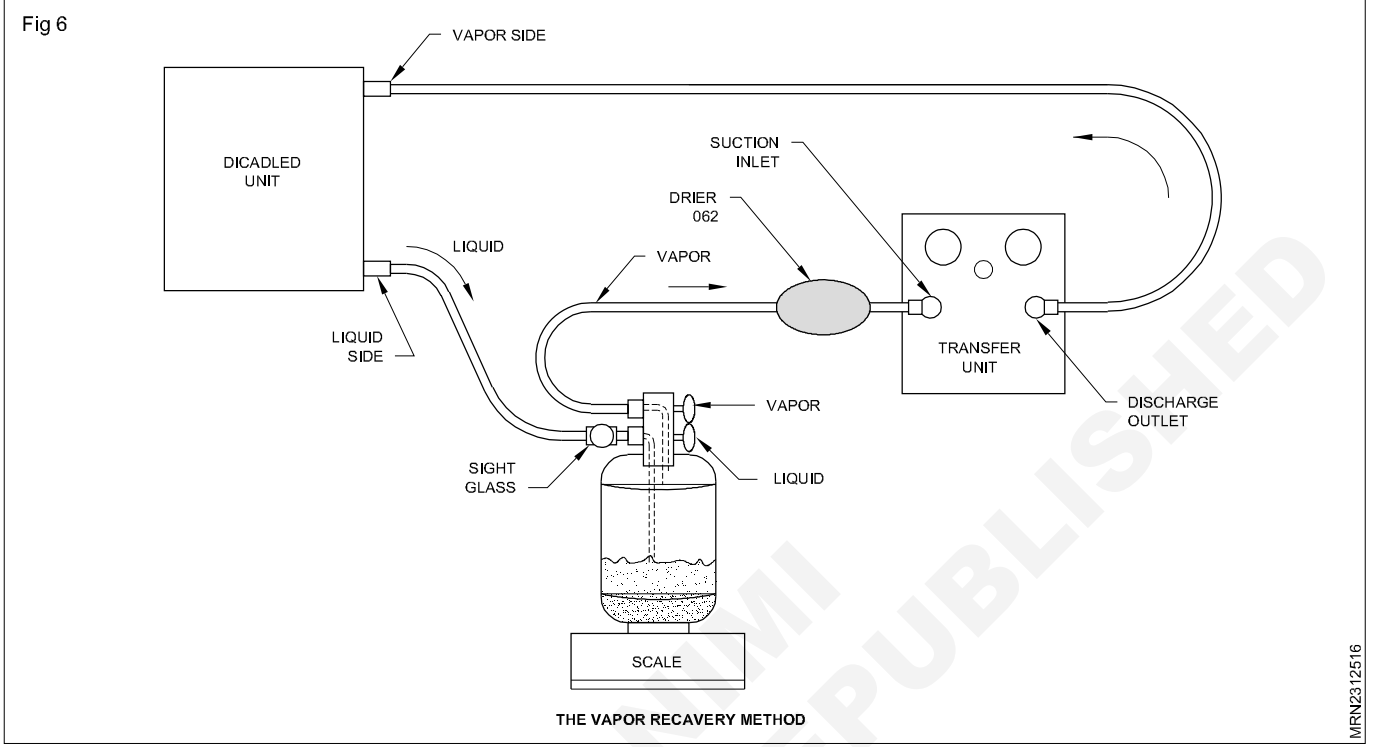 Fig 6
VAPOR SIDE
DICADLED
UNIT
SUCTION
INLET
DRIER
062
LIQUID
VAPOR
LIQUID
SIDE
TRANSFER
UNIT
VAPOR
DISCHARGE
OUTLET
SIGHT
GLASS
LIQUID
SCALE
THE VAPOR RECAVERY METHOD
MRN2312516
NIMI
PUBLISHED